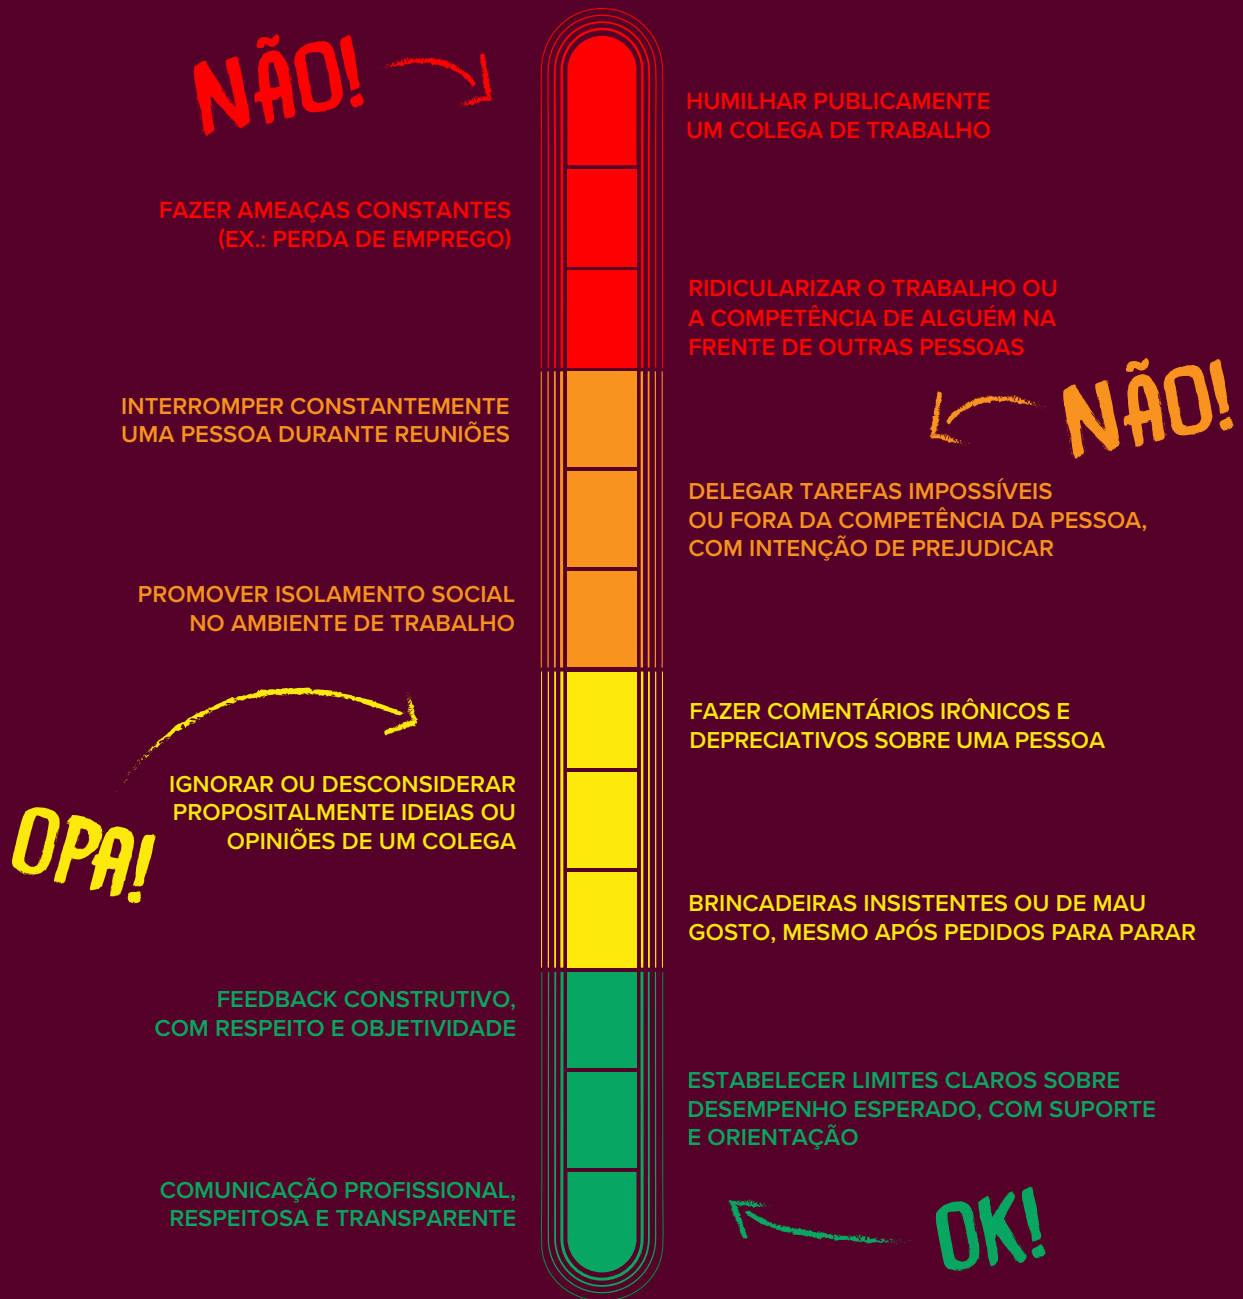 NÃO!
HUMILHAR PUBLICAMENTE
UM COLEGA DE TRABALHO
FAZER AMEAÇAS CONSTANTES
(EX.: PERDA DE EMPREGO)
RIDICULARIZAR O TRABALHO OU
A COMPETÊNCIA DE ALGUÉM NA
FRENTE DE OUTRAS PESSOAS
NÃO!
INTERROMPER CONSTANTEMENTE
UMA PESSOA DURANTE REUNIÕES
DELEGAR TAREFAS IMPOSSÍVEIS
OU FORA DA COMPETÊNCIA DA PESSOA,
COM INTENÇÃO DE PREJUDICAR
PROMOVER ISOLAMENTO SOCIAL
NO AMBIENTE DE TRABALHO
FAZER COMENTÁRIOS IRÔNICOS E
DEPRECIATIVOS SOBRE UMA PESSOA
OPA!
IGNORAR OU DESCONSIDERAR
PROPOSITALMENTE IDEIAS OU
OPINIÕES DE UM COLEGA
BRINCADEIRAS INSISTENTES OU DE MAU
GOSTO, MESMO APÓS PEDIDOS PARA PARAR
FEEDBACK CONSTRUTIVO,
COM RESPEITO E OBJETIVIDADE
ESTABELECER LIMITES CLAROS SOBRE
DESEMPENHO ESPERADO, COM SUPORTE
E ORIENTAÇÃO
COMUNICAÇÃO PROFISSIONAL,
RESPEITOSA E TRANSPARENTE
OK!